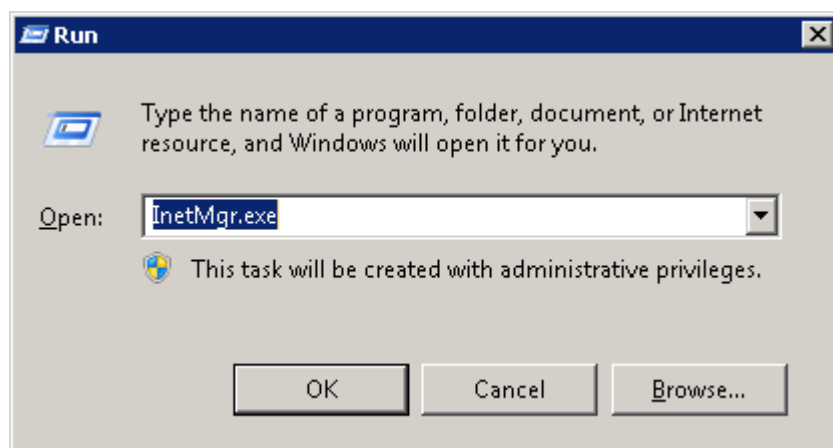 Run
Type the name of a program, folder, document, or Internet
resource, and Windows will open it for you.
Open: InetMgr.exe
This task will be created with administrative privileges.
OK Cancel Browse...